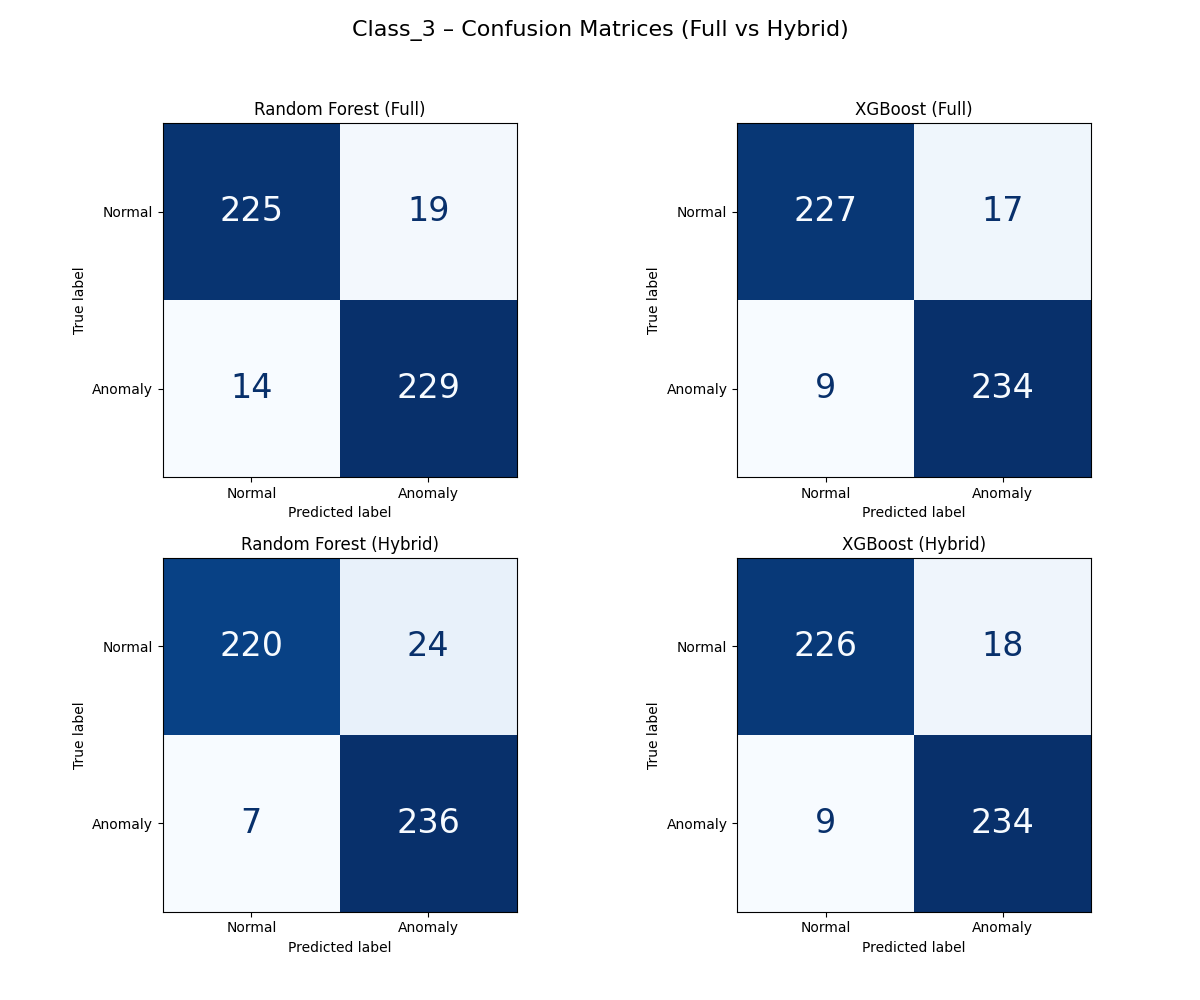 Class_3 – Confusion Matrices (Full vs Hybrid)
Random Forest (Full)
True label
Normal
225
19
Anomaly
14
229
Normal
Anomaly
Predicted label
XGBoost (Full)
True label
Normal
227
17
Anomaly
9
234
Normal
Anomaly
Predicted label
Random Forest (Hybrid)
True label
Normal
220
24
Anomaly
7
236
Normal
Anomaly
Predicted label
XGBoost (Hybrid)
True label
Normal
226
18
Anomaly
9
234
Normal
Anomaly
Predicted label